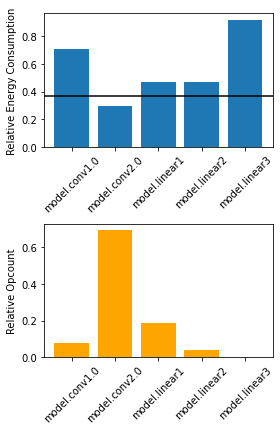 Relative Energy Consumption
0.8
0.6
0.4
0.2
0.0
model.conv1.0
model.conv2.0
model.linear1
model.linear2
model.linear3
Relative Opcount
0.6
0.4
0.2
0.0
model.conv1.0
model.conv2.0
model.linear1
model.linear2
model.linear3